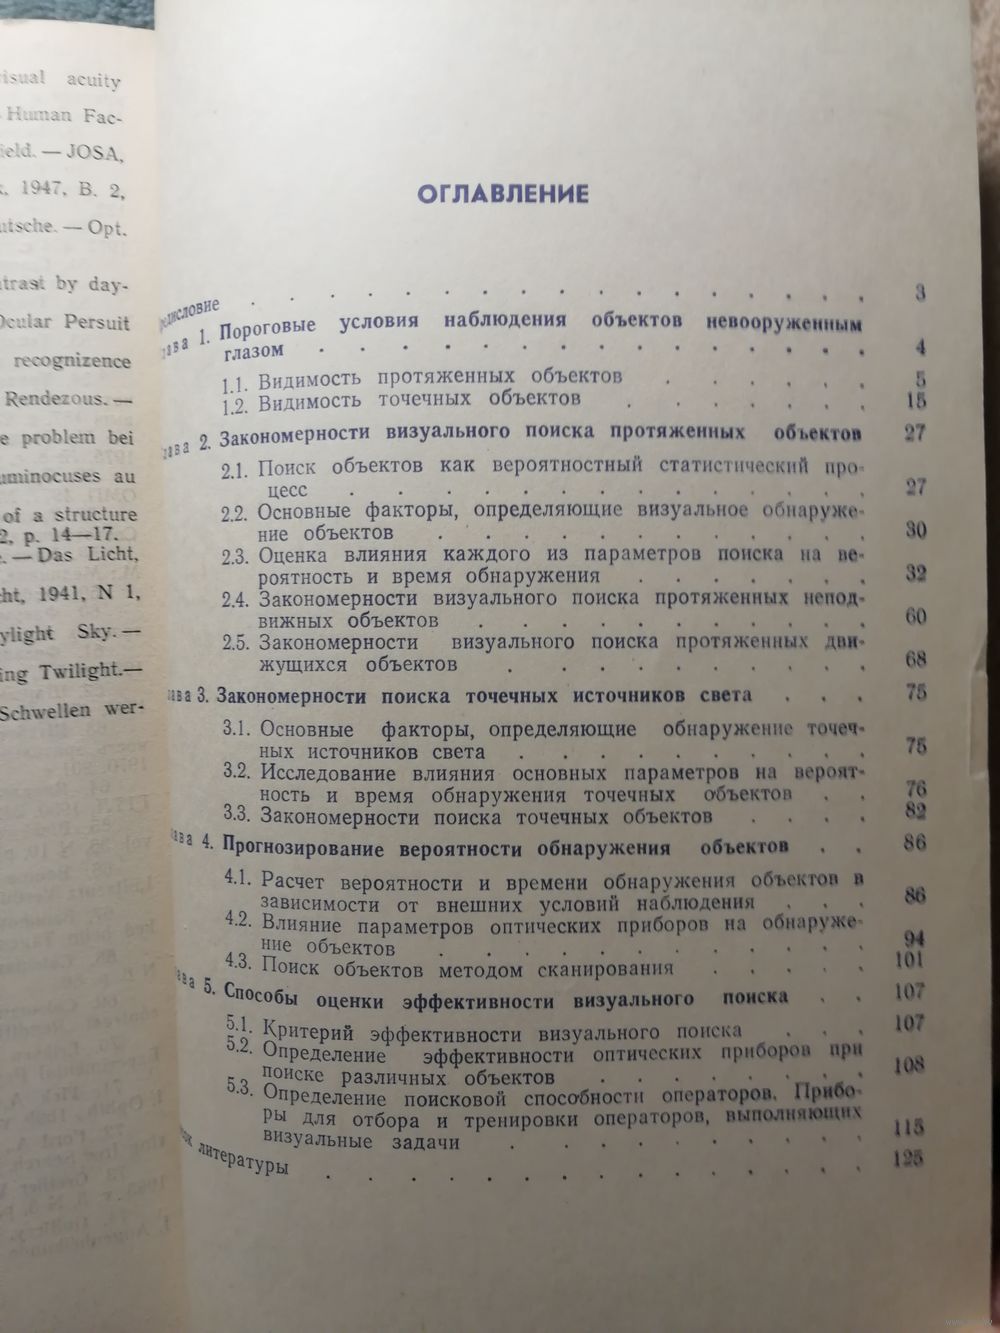 visual acuity
Human Fac-
ield. — JOSA,
1947, B. 2,
utsche. — Opt.
ntrast by day-
Ocular Persuit
recognizence
Rendezous. —
e problem bei
uminocuses au
of a structure
2, p. 14—17.
. — Das Licht,
ht, 1941, N 1,
ylight Sky. —
ing Twilight.—
Schwellen wer-
ОГЛАВЛЕНИЕ
едисловие . . . . . . . . . . . . . . . . 3
ава 1. Пороговые условия наблюдения объектов невооруженным
глазом . . . . . . . . . . . . . . . 4
1.1. Видимость протяженных объектов . . . . . . 5
1.2. Видимость точечных объектов . . . . . . . 15
ава 2. Закономерности визуального поиска протяженных объектов 27
2.1. Поиск объектов как вероятностный статистический про-
цесс . . . . . . . . . . . . . . 27
2.2. Основные факторы, определяющие визуальное обнаруже-
ние объектов . . . . . . . . . . . . 30
2.3. Оценка влияния каждого из параметров поиска на ве-
роятность и время обнаружения . . . . . . . 32
2.4. Закономерности визуального поиска протяженных непод-
вижных объектов . . . . . . . . . . . 60
2.5. Закономерности визуального поиска протяженных дви-
жущихся объектов . . . . . . . . . . 68
ава 3. Закономерности поиска точечных источников света . . . 75
3.1. Основные факторы, определяющие обнаружение точеч-
ных источников света . . . . . . . . . . 75
3.2. Исследование влияния основных параметров на вероят-
ность и время обнаружения точечных объектов . . 76
3.3. Закономерности поиска точечных объектов . . . . 82
ава 4. Прогнозирование вероятности обнаружения объектов . . 86
4.1. Расчет вероятности и времени обнаружения объектов в
зависимости от внешних условий наблюдения . . . 86
4.2. Влияние параметров оптических приборов на обнаруже-
ние объектов . . . . . . . . . . . . 94
4.3. Поиск объектов методом сканирования . . . . . 101
ава 5. Способы оценки эффективности визуального поиска . . 107
5.1. Критерий эффективности визуального поиска . . . 107
5.2. Определение эффективности оптических приборов при
поиске различных объектов . . . . . . . . 108
5.3. Определение поисковой способности операторов. Прибо-
ры для отбора и тренировки операторов, выполняющих
визуальные задачи . . . . . . . . . . 115
ок литературы . . . . . . . . . . . . . . 125